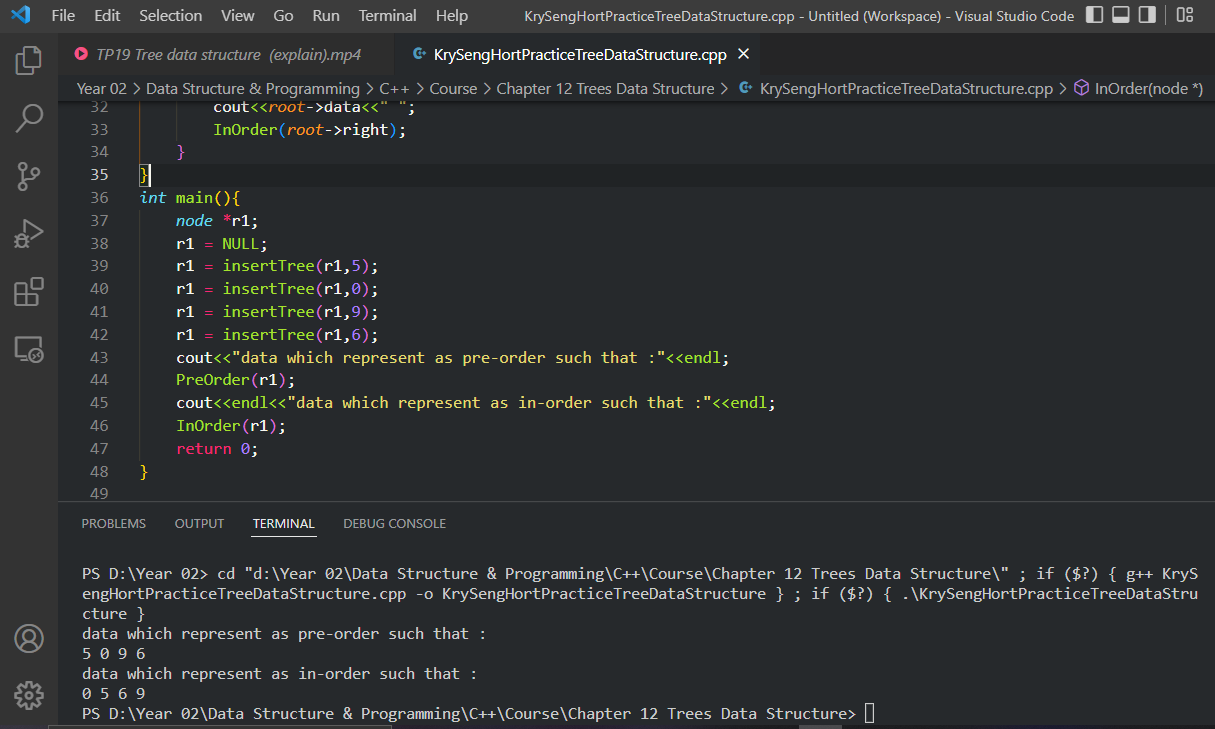 File Edit Selection View Go Run Terminal Help KrySengHortPracticeTreeDataStructure.cpp - Untitled (Workspace) - Visual Studio Code
TP19 Tree data structure (explain).mp4 KrySengHortPracticeTreeDataStructure.cpp
Year 02 > Data Structure & Programming > C++ > Course > Chapter 12 Trees Data Structure > KrySengHortPracticeTreeDataStructure.cpp > InOrder(node *)
32 cout<<root->data<<" ";
33 InOrder(root->right);
34 }
35 }
36 int main(){
37 node *r1;
38 r1 = NULL;
39 r1 = insertTree(r1,5);
40 r1 = insertTree(r1,0);
41 r1 = insertTree(r1,9);
42 r1 = insertTree(r1,6);
43 cout<<"data which represent as pre-order such that :"<<endl;
44 PreOrder(r1);
45 cout<<endl<<"data which represent as in-order such that :"<<endl;
46 InOrder(r1);
47 return 0;
48 }
49
PROBLEMS OUTPUT TERMINAL DEBUG CONSOLE
PS D:\Year 02> cd "d:\Year 02\Data Structure & Programming\C++\Course\Chapter 12 Trees Data Structure\" ; if ($?) { g++ KryS
engHortPracticeTreeDataStructure.cpp -o KrySengHortPracticeTreeDataStructure } ; if ($?) { .\KrySengHortPracticeTreeDataStru
cture }
data which represent as pre-order such that :
5 0 9 6
data which represent as in-order such that :
0 5 6 9
PS D:\Year 02\Data Structure & Programming\C++\Course\Chapter 12 Trees Data Structure>